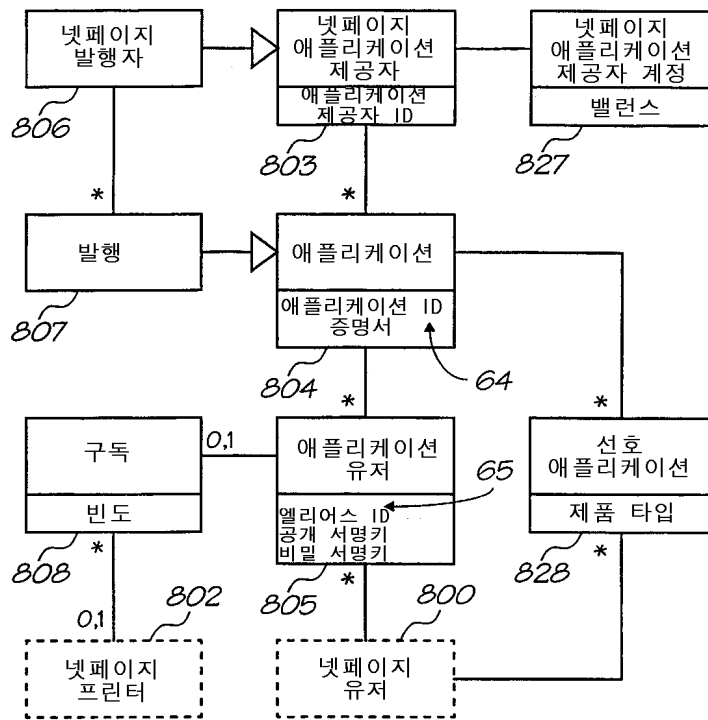 넷페이지
발행자
806
넷페이지
애플리케이션
제공자
애플리케이션
제공자 ID
803
넷페이지
애플리케이션
제공자 계정
밸런스
827
*
*
발행
807
애플리케이션
애플리케이션 ID
증명서
804
64
*
*
구독
빈도
808
0,1
애플리케이션
유저
65
엘리어스 ID
공개 서명키
비밀 서명키
805
선호
애플리케이션
제품 타입
828
*
*
*
802
0,1
넷페이지
프린터
800
넷페이지
유저